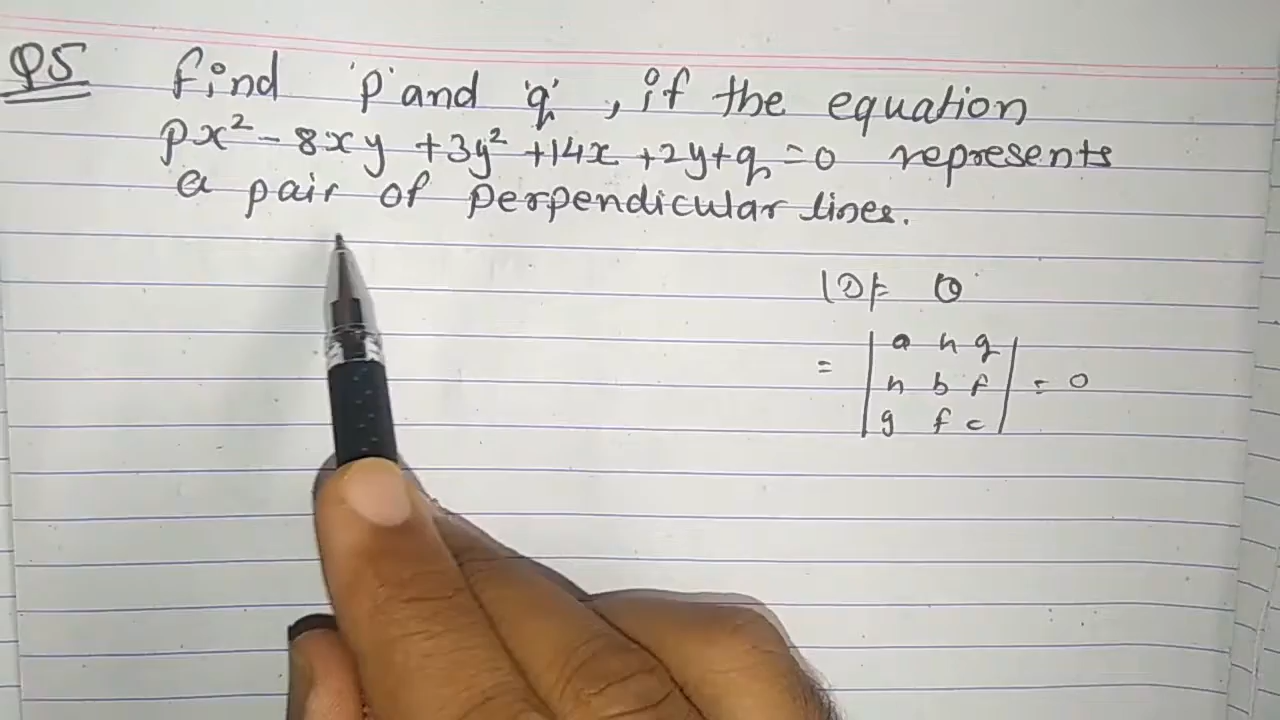 Q5 Find 'p' and 'q', if the equation
px² - 8xy + 3y² + 14x + 2y + q = 0 represents
a pair of perpendicular lines.
|D| = 0
= | a h g |
| h b f | = 0
| g f c |